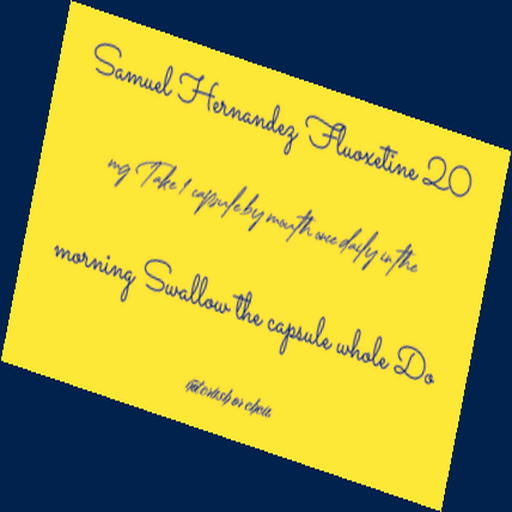 Samuel Hernandez Fluoxetine 20
mg Take 1 capsule by mouth once daily in the
morning Swallow the capsule whole Do
not crush or chew